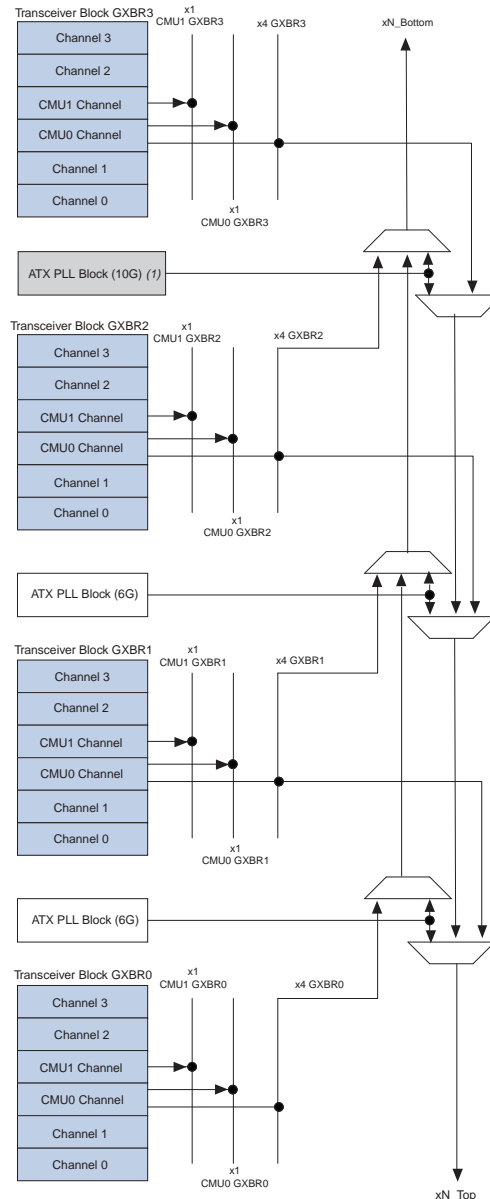 Transceiver Block GXBR3
x1
CMU1 GXBR3
x4 GXBR3
xN_Bottom
Channel 3
Channel 2
CMU1 Channel
CMU0 Channel
Channel 1
Channel 0
x1
CMU0 GXBR3
ATX PLL Block (10G) (1)
Transceiver Block GXBR2
x1
CMU1 GXBR2
x4 GXBR2
Channel 3
Channel 2
CMU1 Channel
CMU0 Channel
Channel 1
Channel 0
x1
CMU0 GXBR2
ATX PLL Block (6G)
Transceiver Block GXBR1
x1
CMU1 GXBR1
x4 GXBR1
Channel 3
Channel 2
CMU1 Channel
CMU0 Channel
Channel 1
Channel 0
x1
CMU0 GXBR1
ATX PLL Block (6G)
Transceiver Block GXBR0
x1
CMU1 GXBR0
x4 GXBR0
Channel 3
Channel 2
CMU1 Channel
CMU0 Channel
Channel 1
Channel 0
x1
CMU0 GXBR0
xN_Top